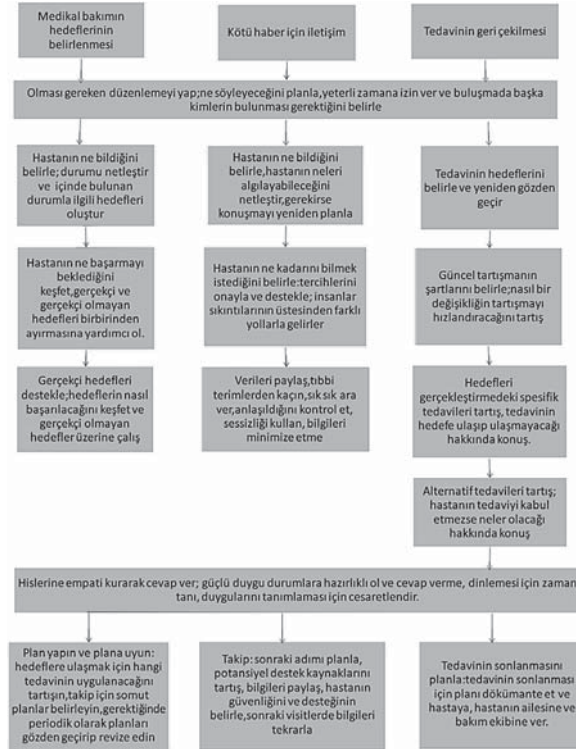 Medikal bakımın
hedeflerinin
belirlenmesi
Kötü haber için iletişim
Tedavinin geri çekilmesi
Olması gereken düzenlemeyi yap;ne söyleyeceğini planla,yeterli zamana izin ver ve buluşmada başka
kimlerin bulunması gerektiğini belirle
Hastanın ne bildiğini
belirle; durumu netleştir
ve içinde bulunan
durumla ilgili hedefleri
oluştur
Hastanın ne bildiğini
belirle,hastanın neleri
algılayabileceğini
netleştir,gerekirse
konuşmayı yeniden planla
Tedavinin hedeflerini
belirle ve yeniden gözden
geçir
Hastanın ne başarmayı
beklediğini
keşfet,gerçekçi ve
gerçekçi olmayan
hedefleri birbirinden
ayırmasına yardımcı ol.
Hastanın ne kadarını bilmek
istediğini belirle:tercihlerini
onayla ve destekle; insanlar
sıkıntılarının üstesinden farklı
yollarla gelirler
Güncel tartışmanın
şartlarını belirle;nasıl bir
değişikliğin tartışmayı
hızlandıracağını tartış
Gerçekçi hedefleri
destekle;hedeflerin nasıl
başarılacağını keşfet ve
gerçekçi olmayan
hedefler üzerine çalış
Verileri paylaş,tıbbi
terimlerden kaçın,sık sık ara
ver,anlaşıldığını kontrol et,
sessizliği kullan, bilgileri
minimize etme
Hedefleri
gerçekleştirmedeki spesifik
tedavileri tartış, tedavinin
hedefe ulaşıp ulaşmayacağı
hakkında konuş.
Alternatif tedavileri tartış;
hastanın tedaviyi kabul
etmezse neler olacağı
hakkında konuş
Hislerine empati kurarak cevap ver; güçlü duygu durumlara hazırlıklı ol ve cevap verme, dinlemesi için zaman
tanı, duygularını tanımlaması için cesaretlendir.
Plan yapın ve plana uyun:
hedeflere ulaşmak için hangi
tedavinin uygulanacağını
tartışın,takip için somut
planlar belirleyin,gerektiğinde
periodik olarak planları
gözden geçirip revize edin
Takip: sonraki adımı planla,
potansiyel destek kaynaklarını
tartış, bilgileri paylaş, hastanın
güvenliğini ve desteğinin
belirle,sonraki visitlerde bilgileri
tekrarla
Tedavinin sonlanmasını
planla:tedavinin sonlanması
için planı dökümante et ve
hastaya, hastanın ailesine ve
bakım ekibine ver.